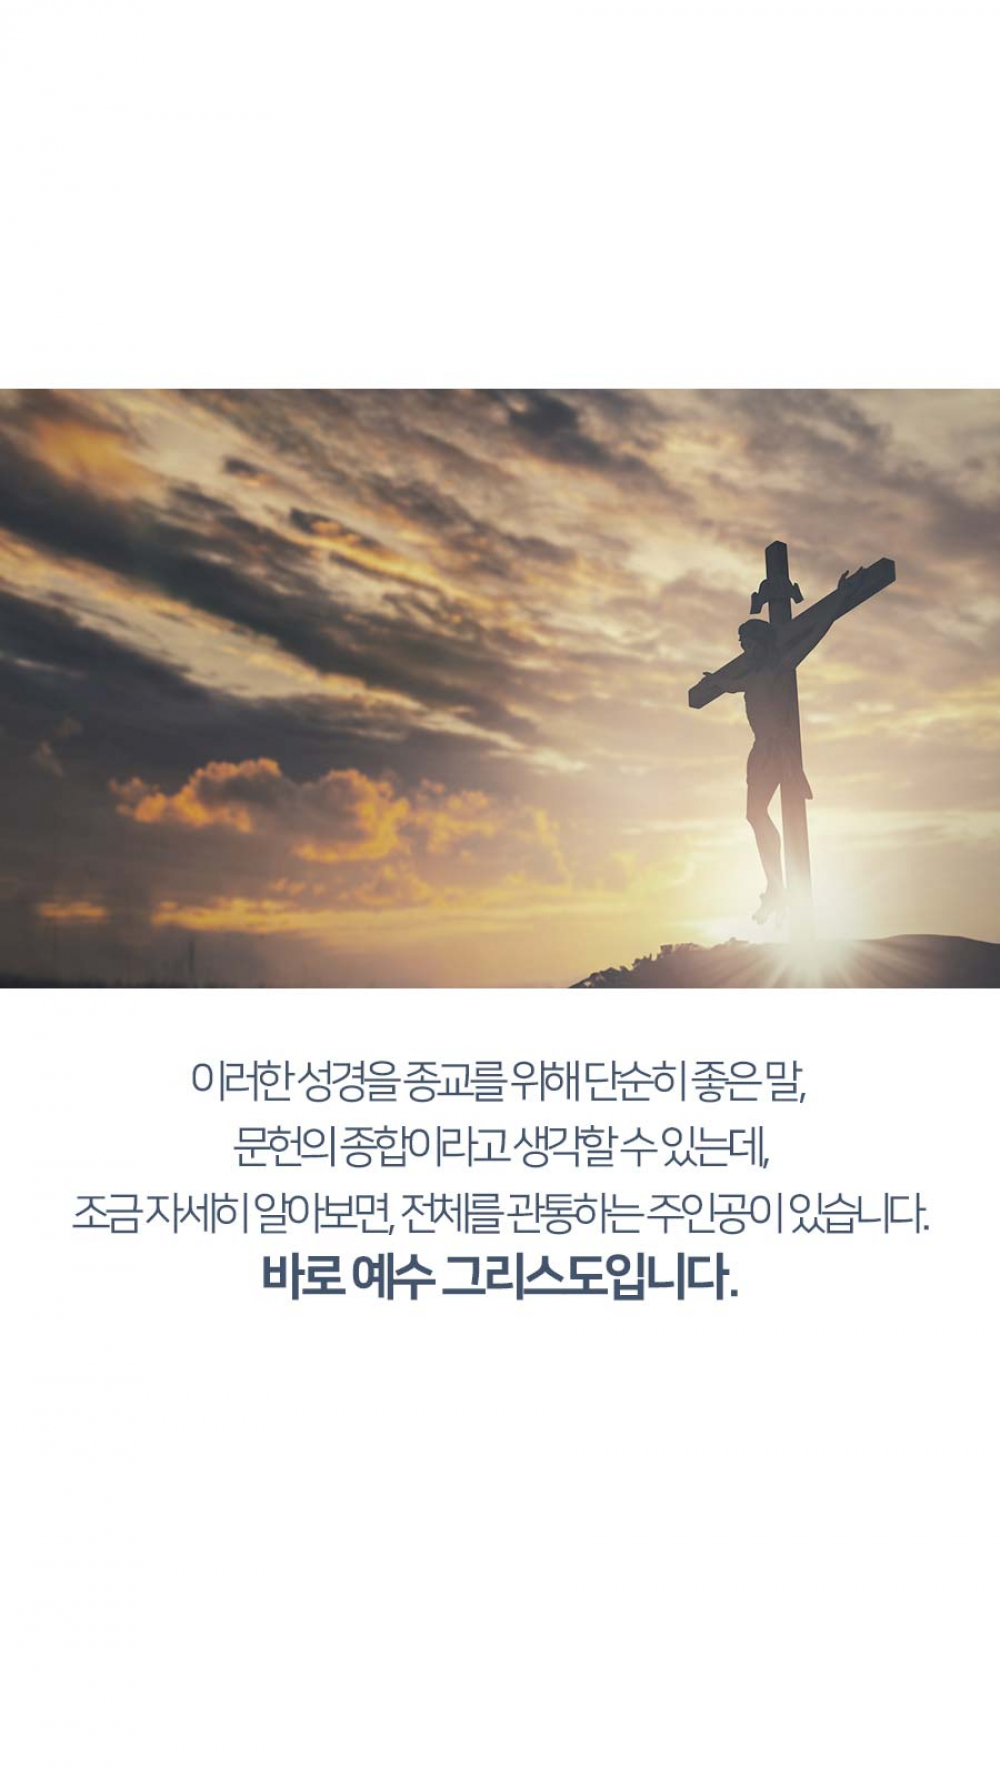 이러한 성경을 종교를 위해 단순히 좋은 말,
문헌의 종합이라고 생각할 수 있는데,
조금 자세히 알아보면, 전체를 관통하는 주인공이 있습니다.
바로 예수 그리스도입니다.